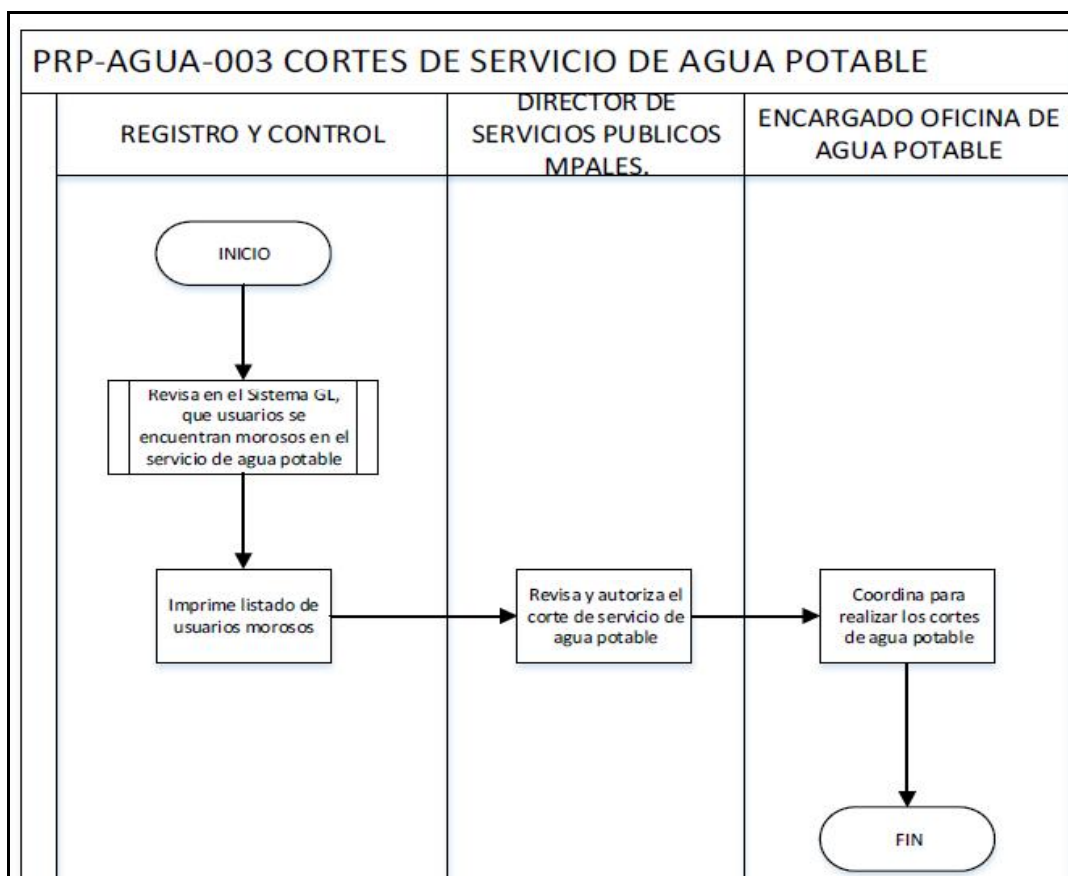 PRP-AGUA-003 CORTES DE SERVICIO DE AGUA POTABLE
REGISTRO Y CONTROL
DIRECTOR DE
SERVICIOS PUBLICOS
MPALES.
ENCARGADO OFICINA DE
AGUA POTABLE
INICIO
Revisa en el Sistema GL,
que usuarios se
encuentran morosos en el
servicio de agua potable
Imprime listado de
usuarios morosos
Revisa y autoriza el
corte de servicio de
agua potable
Coordina para
realizar los cortes
de agua potable
FIN